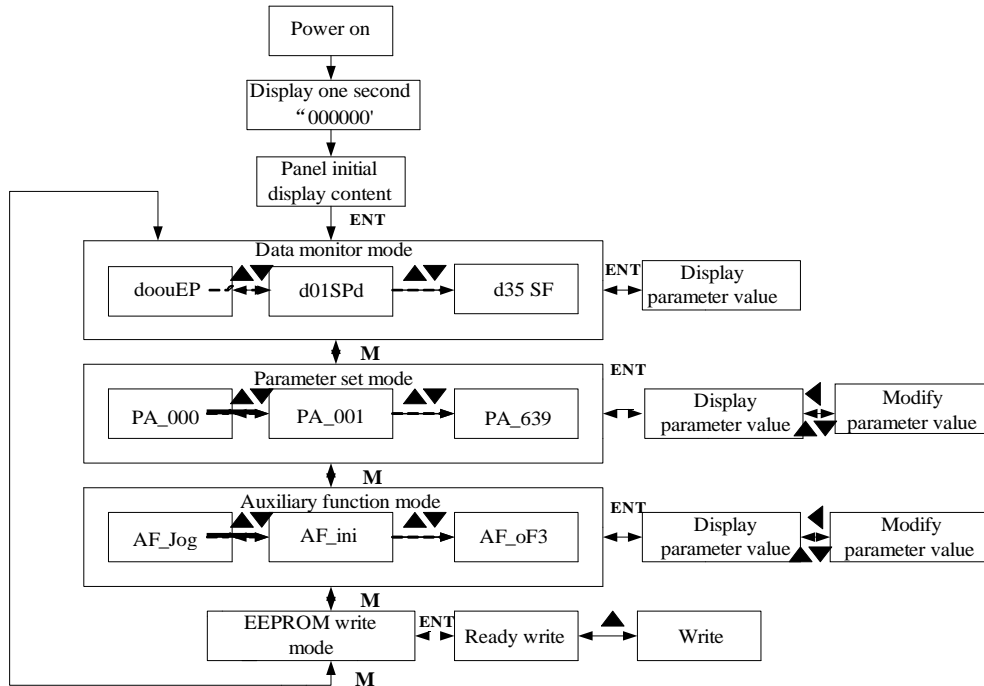 Power on
Display one second
“000000'
Panel initial
display content
ENT
Data monitor mode
doouEP
d01SPd
d35 SF
ENT
Display
parameter value
M
Parameter set mode
PA_000
PA_001
PA_639
ENT
Display
parameter value
Modify
parameter value
M
Auxiliary function mode
AF_Jog
AF_ini
AF_oF3
ENT
Display
parameter value
Modify
parameter value
M
EEPROM write
mode
ENT
Ready write
Write
M